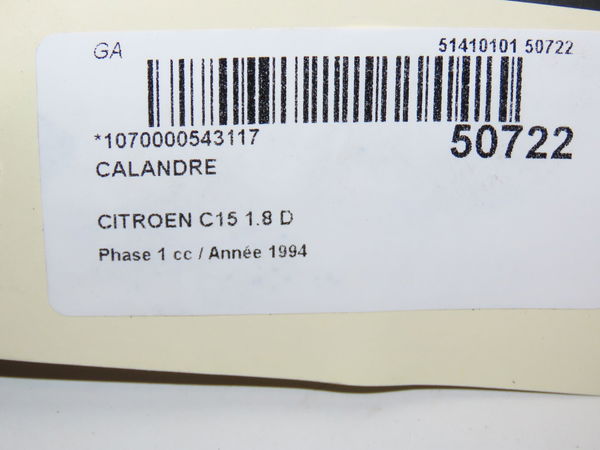 GA 51410101 50722
*1070000543117 50722
CALANDRE
CITROEN C15 1.8 D
Phase 1 cc / Année 1994